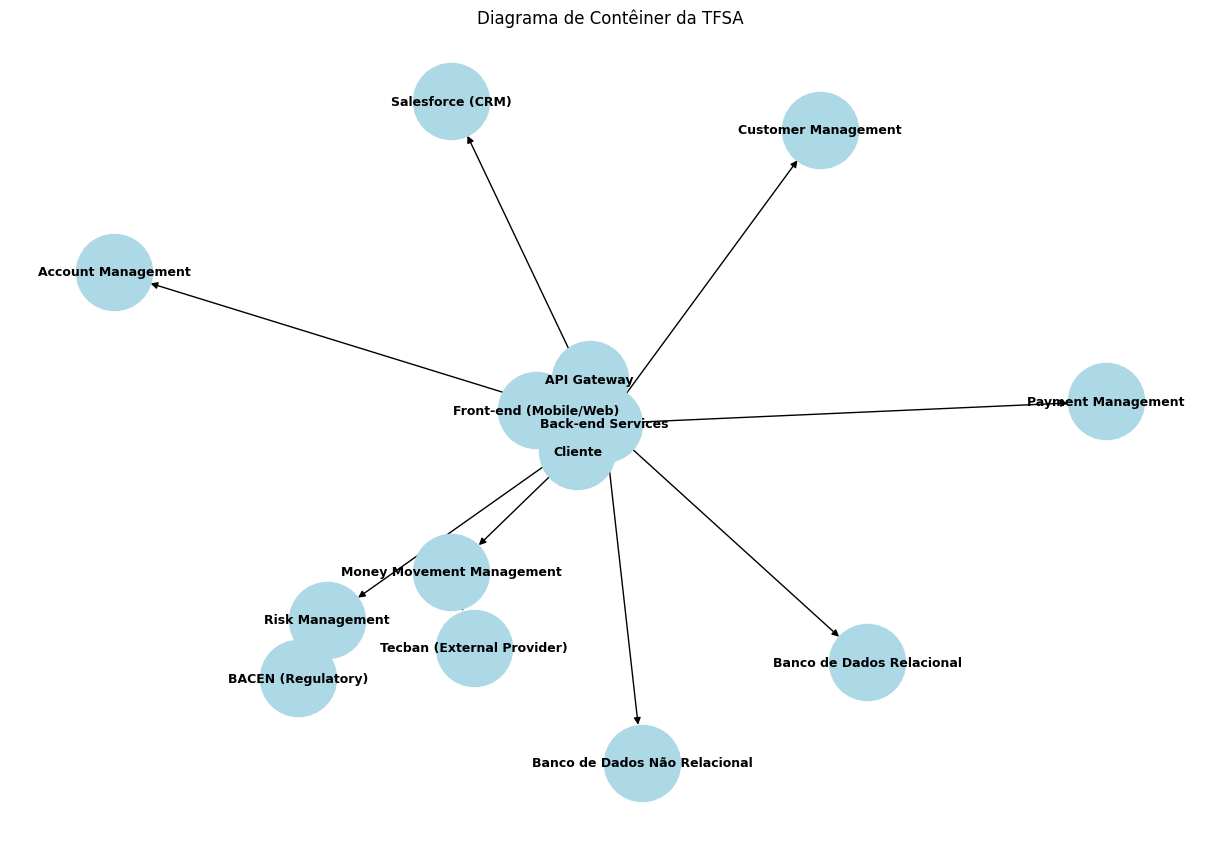 Diagrama de Contêiner da TFSA
Salesforce (CRM)
Customer Management
Account Management
API Gateway
Payment Management
Front-end (Mobile/Web)
Back-end Services
Cliente
Money Movement Management
Risk Management
Tecban (External Provider)
Banco de Dados Relacional
BACEN (Regulatory)
Banco de Dados Não Relacional